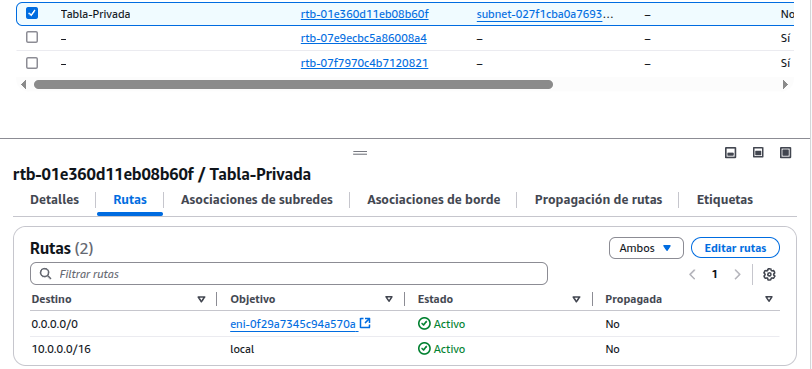 Tabla-Privada rtb-01e360d11eb08b60f subnet-027f1cba0a7693... – No
– rtb-07e9ecbc5a86008a4 – – Sí
– rtb-07f7970c4b7120821 – – Sí
rtb-01e360d11eb08b60f / Tabla-Privada
Detalles Rutas Asociaciones de subredes Asociaciones de borde Propagación de rutas Etiquetas
Rutas (2) Ambos Editar rutas
Filtrar rutas 1
Destino Objetivo Estado Propagada
0.0.0.0/0 eni-0f29a7345c94a570a Activo No
10.0.0.0/16 local Activo No